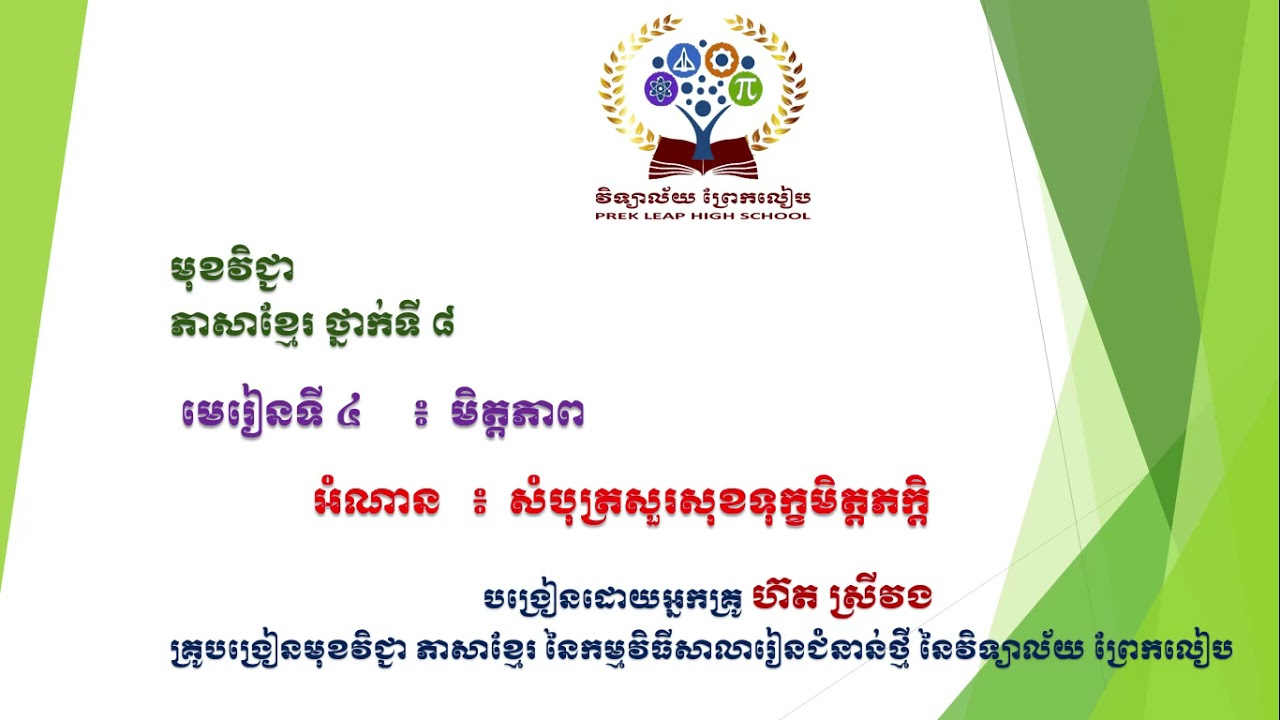 វិទ្យាល័យ ព្រែកលៀប
PREK LEAP HIGH SCHOOL
មុខវិជ្ជា
ភាសាខ្មែរ ថ្នាក់ទី ៨
មេរៀនទី ៤ ៖ មិត្តភាព
អំណាន ៖ សំបុត្រសួរសុខទុក្ខមិត្តភក្តិ
បង្រៀនដោយអ្នកគ្រូ ហ៊ត ស្រីវង
គ្រូបង្រៀនមុខវិជ្ជា ភាសាខ្មែរ នៃកម្មវិធីសាលារៀនជំនាន់ថ្មី នៃវិទ្យាល័យ ព្រែកលៀប